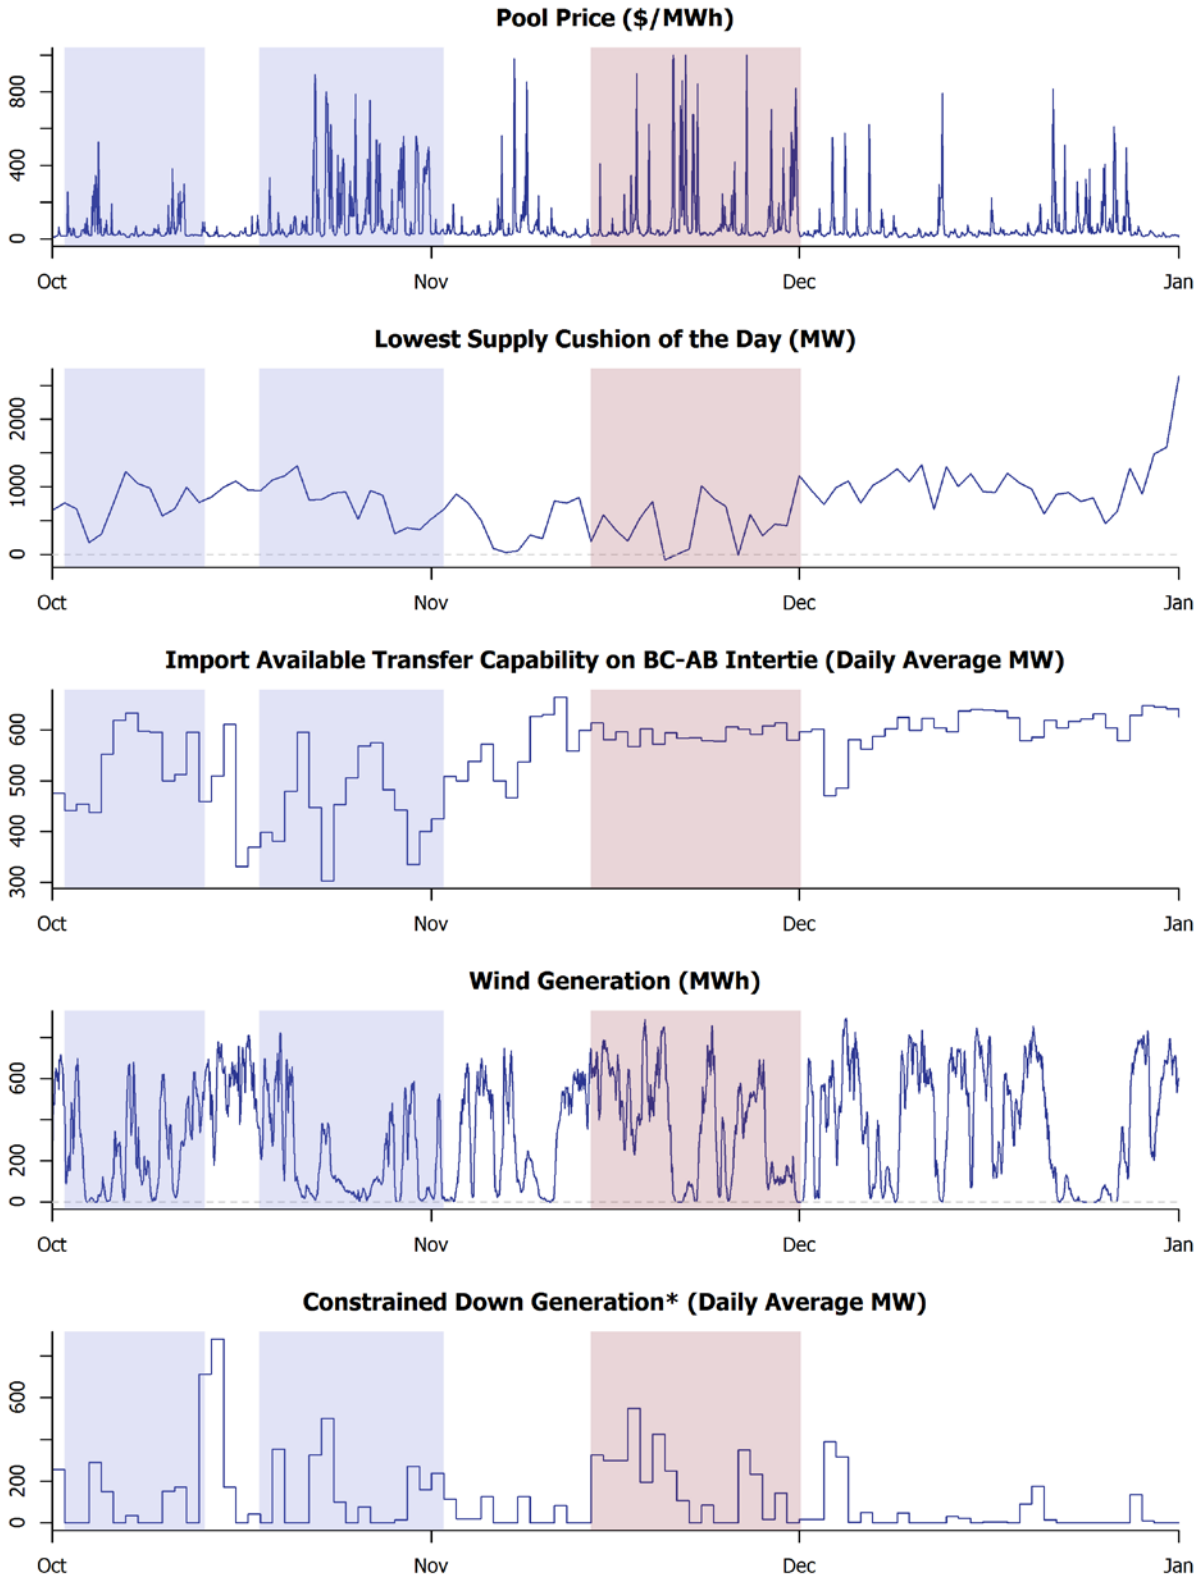 Pool Price ($/MWh)
800
400
0
Oct Nov Dec Jan
Lowest Supply Cushion of the Day (MW)
2000
1000
0
Oct Nov Dec Jan
Import Available Transfer Capability on BC-AB Intertie (Daily Average MW)
600
500
400
300
Oct Nov Dec Jan
Wind Generation (MWh)
600
200
0
Oct Nov Dec Jan
Constrained Down Generation* (Daily Average MW)
600
200
0
Oct Nov Dec Jan